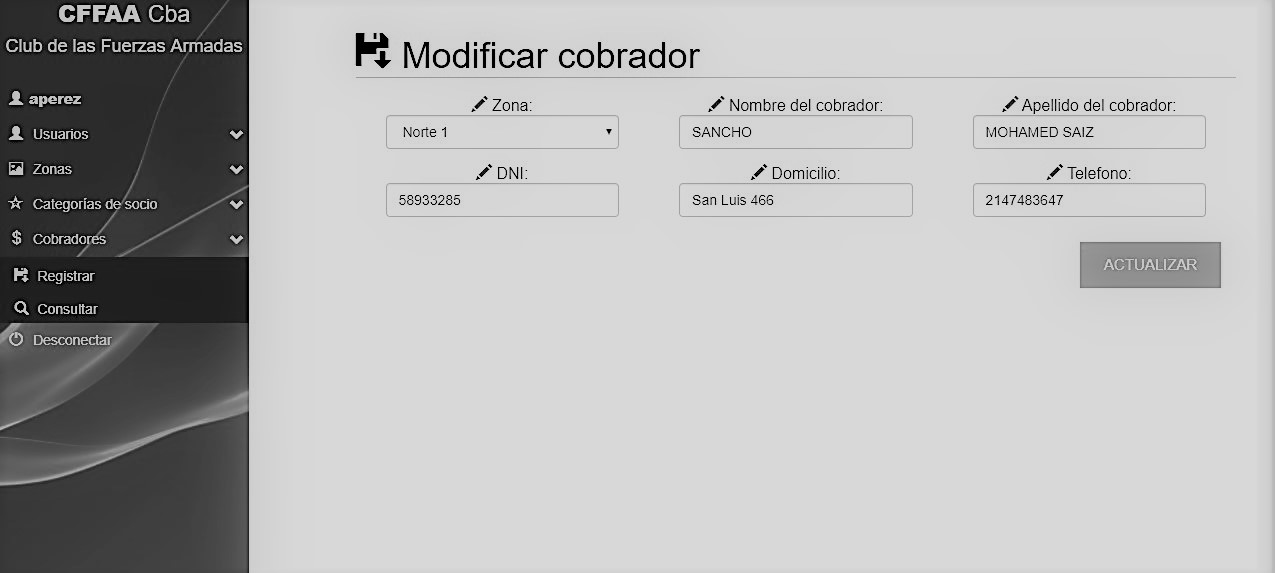 CFFAA Cba
Club de las Fuerzas Armadas
aperez
Usuarios
Zonas
Categorías de socio
Cobradores
Registrar
Consultar
Desconectar
Modificar cobrador
Zona: Nombre del cobrador: Apellido del cobrador:
Norte 1 SANCHO MOHAMED SAIZ
DNI: Domicilio: Telefono:
58933285 San Luis 466 2147483647
ACTUALIZAR